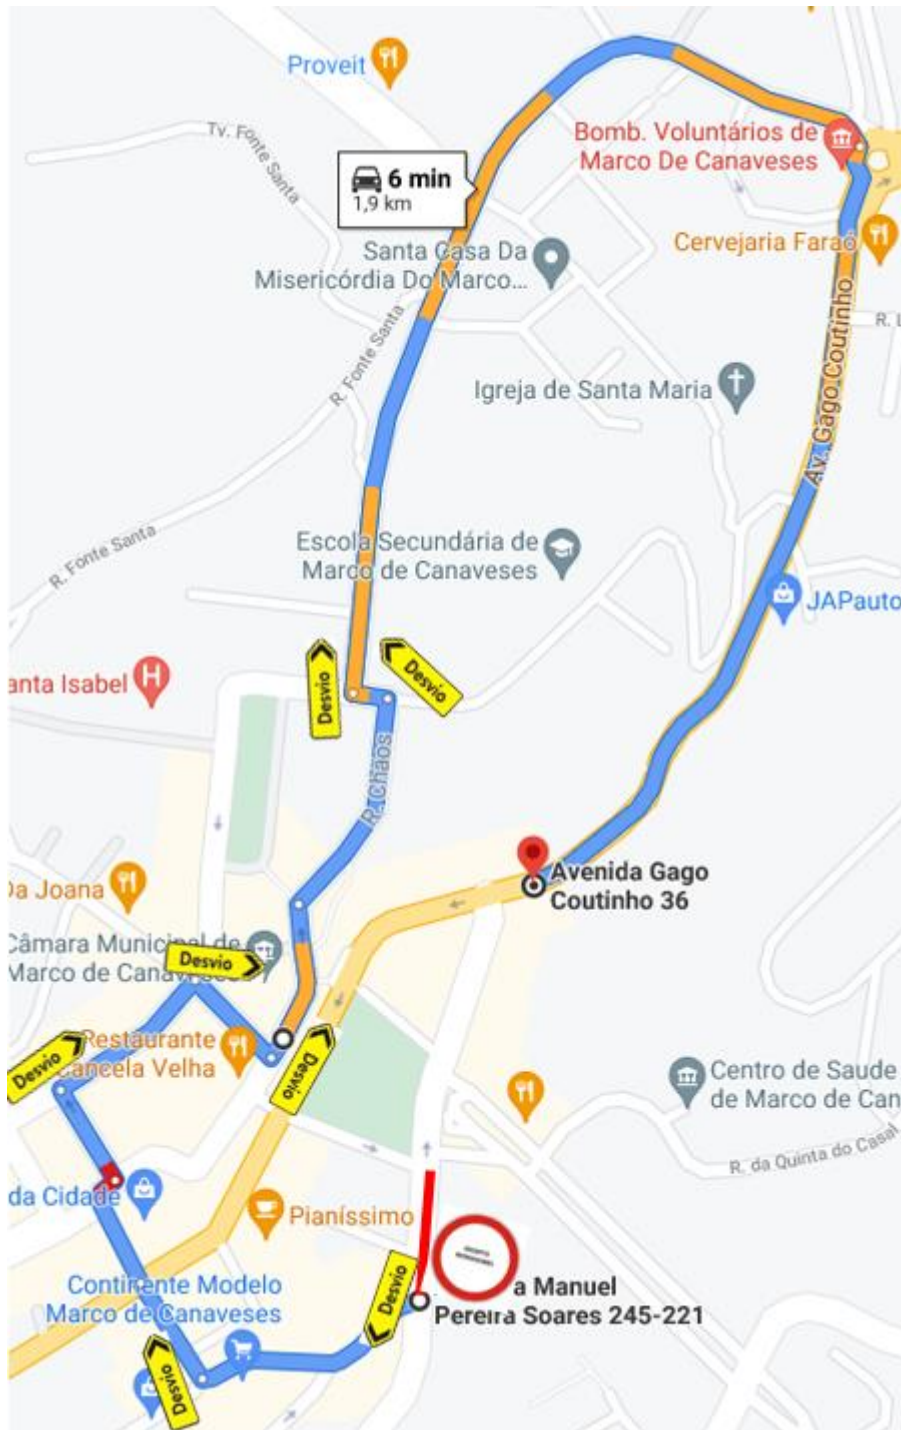 Proveit
Tv. Fonte Santa
Bomb. Voluntários de
Marco De Canaveses
6 min
1,9 km
Cervejaria Faraó
Santa Casa Da
Misericórdia Do Marco...
R. Fonte Santa
R. L
Av. Gago Coutinho
Igreja de Santa Maria
R. Fonte Santa
Escola Secundária de
Marco de Canaveses
JAPauto
anta Isabel
H
Desvio
Desvio
R. Chaos
Avenida Gago
Coutinho 36
Da Joana
Câmara Municipal de
Marco de Canaveses
Desvio
Restaurante
Cancela Velha
Desvio
Desvio
Centro de Saude
de Marco de Can
R. da Quinta do Casal
da Cidade
Pianíssimo
Desvio
a Manuel
Pereira Soares 245-221
Continente Modelo
Marco de Canaveses
Desvio